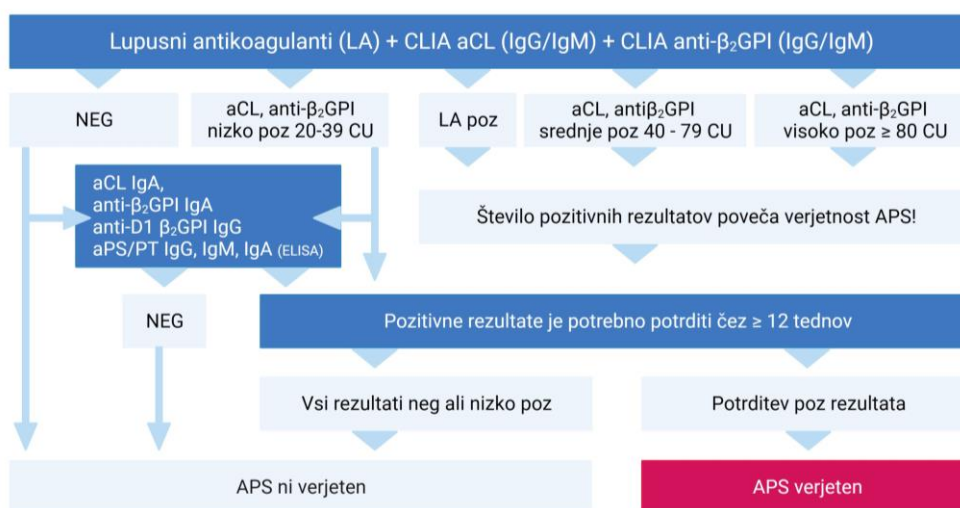 Lupusni antikoagulanti (LA) + CLIA aCL (IgG/IgM) + CLIA anti-β₂GPI (IgG/IgM)
NEG
aCL, anti-β₂GPI
nizko poz 20-39 CU
LA poz
aCL, antiβ₂GPI
srednje poz 40 - 79 CU
aCL, anti-β₂GPI
visoko poz ≥ 80 CU
aCL IgA,
anti-β₂GPI IgA
anti-D1 β₂GPI IgG
aPS/PT IgG, IgM, IgA (ELISA)
Število pozitivnih rezultatov poveča verjetnost APS!
NEG
Pozitivne rezultate je potrebno potrditi čez ≥ 12 tednov
Vsi rezultati neg ali nizko poz
Potrditev poz rezultata
APS ni verjeten
APS verjeten